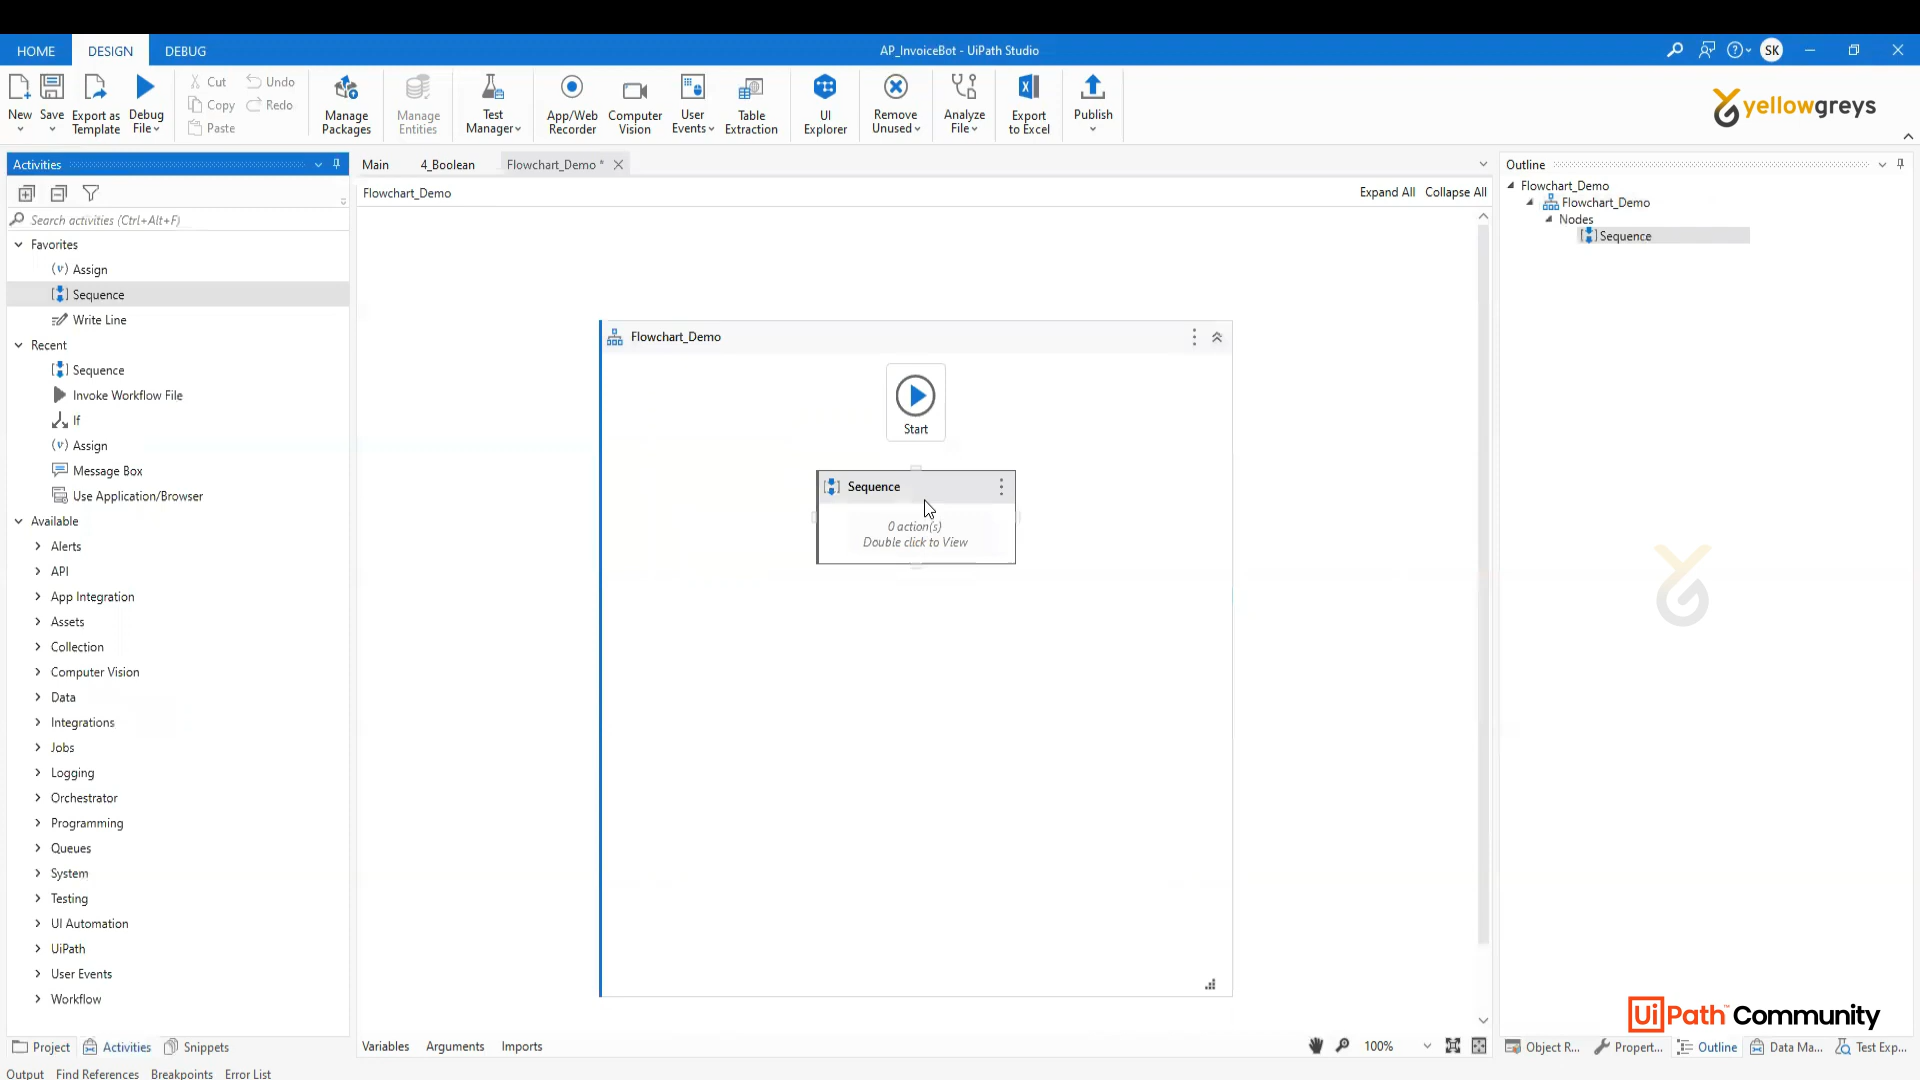 HOME DESIGN DEBUG AP_InvoiceBot - UiPath Studio SK
New Save Export as Template Debug File Cut Copy Paste Undo Redo Manage Packages Manage Entities Test Manager App/Web Recorder Computer Vision User Events Table Extraction UI Explorer Remove Unused Analyze File Export to Excel Publish
yellowgreys
Activities
Search activities (Ctrl+Alt+F)
Favorites
(v) Assign
Sequence
Write Line
Recent
Sequence
Invoke Workflow File
If
(v) Assign
Message Box
Use Application/Browser
Available
Alerts
API
App Integration
Assets
Collection
Computer Vision
Data
Integrations
Jobs
Logging
Orchestrator
Programming
Queues
System
Testing
UI Automation
UiPath
User Events
Workflow
Project Activities Snippets
Output Find References Breakpoints Error List
Main 4_Boolean Flowchart_Demo *
Flowchart_Demo Expand All Collapse All
Flowchart_Demo
Start
Sequence
0 action(s)
Double click to View
Variables Arguments Imports 100%
Outline
Flowchart_Demo
Flowchart_Demo
Nodes
Sequence
UiPath™ Community
Object R... Propert... Outline Data Ma... Test Exp...